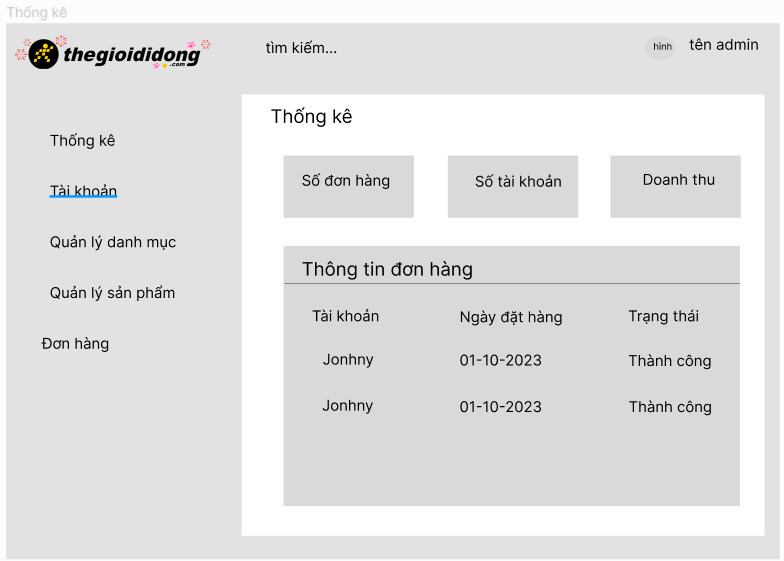 Thống kê
thegioididong
.com
tìm kiếm...
hình
tên admin
Thống kê
Tài khoản
Quản lý danh mục
Quản lý sản phẩm
Đơn hàng
Thống kê
Số đơn hàng
Số tài khoản
Doanh thu
Thông tin đơn hàng
Tài khoản Ngày đặt hàng Trạng thái
Jonhny 01-10-2023 Thành công
Jonhny 01-10-2023 Thành công